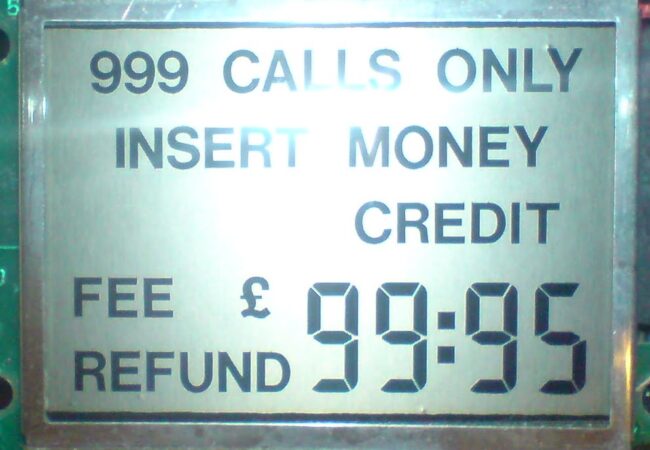 999 CALLS ONLY
INSERT MONEY
CREDIT
FEE £ 99:95
REFUND